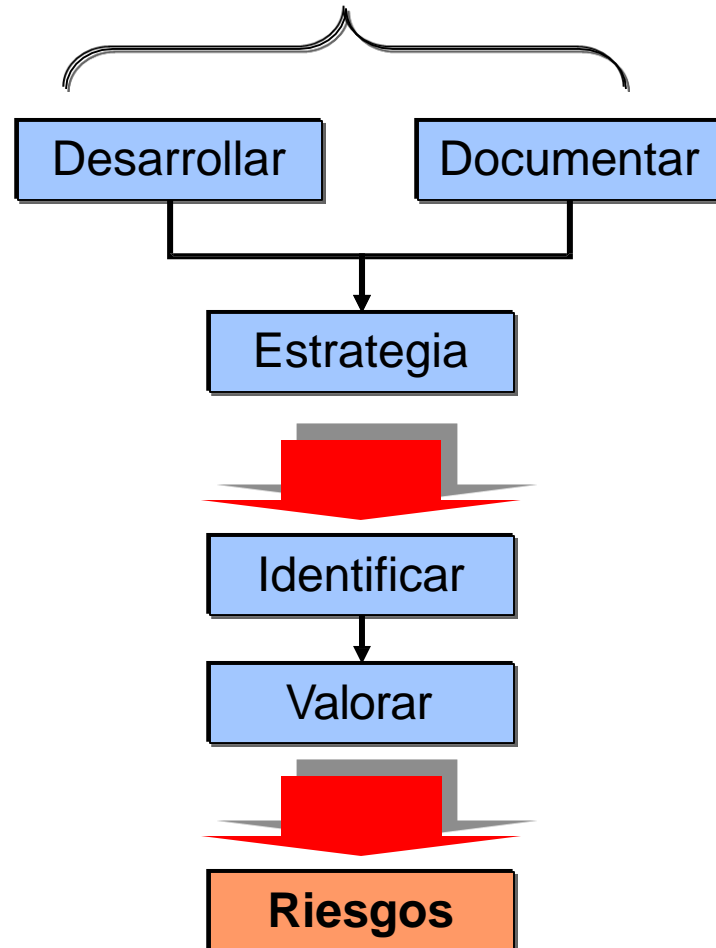 Desarrollar
Documentar
Estrategia
Identificar
Valorar
Riesgos